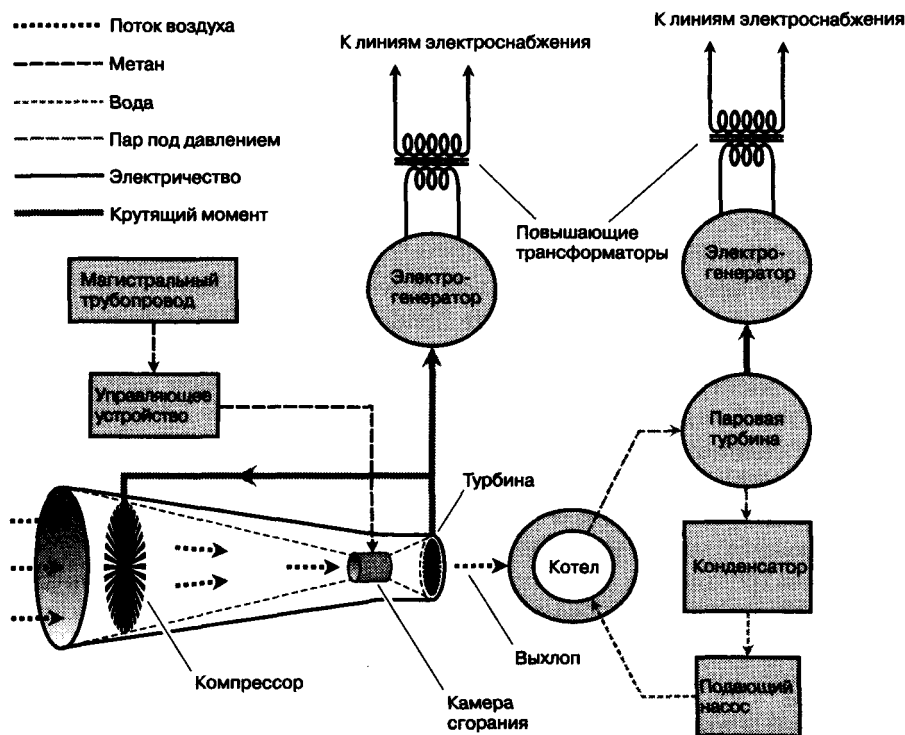 Поток воздуха
Метан
Вода
Пар под давлением
Электричество
Крутящий момент
К линиям электроснабжения
К линиям электроснабжения
Повышающие
трансформаторы
Электро-
генератор
Электро-
генератор
Магистральный
трубопровод
Управляющее
устройство
Паровая
турбина
Турбина
Котел
Конденсатор
Выхлоп
Компрессор
Камера
сгорания
Подающий
насос